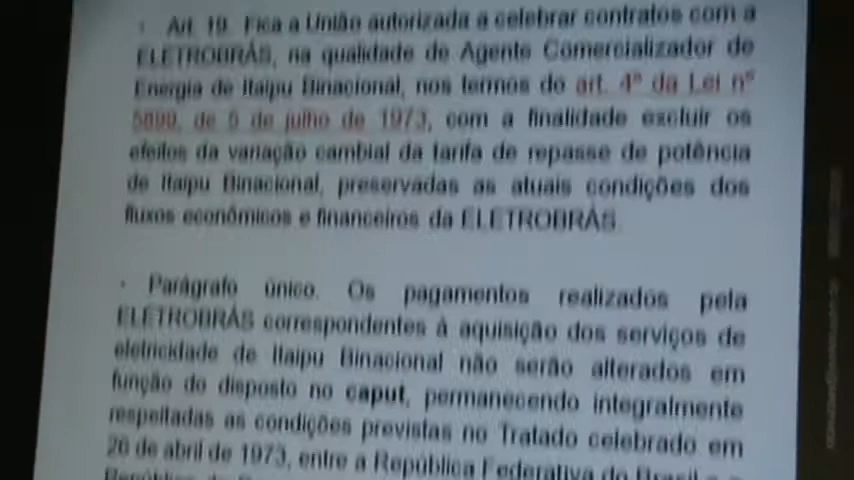 · Art. 19. Fica a União autorizada a celebrar contratos com a
ELETROBRÁS, na qualidade de Agente Comercializador de
Energia de Itaipu Binacional, nos termos do art. 4º da Lei nº
5899, de 5 de julho de 1973, com a finalidade excluir os
efeitos da variação cambial da tarifa de repasse de potência
de Itaipu Binacional, preservadas as atuais condições dos
fluxos econômicos e financeiros da ELETROBRÁS.
· Parágrafo único. Os pagamentos realizados pela
ELETROBRÁS correspondentes à aquisição dos serviços de
eletricidade de Itaipu Binacional não serão alterados em
função do disposto no caput, permanecendo integralmente
respeitadas as condições previstas no Tratado celebrado em
26 de abril de 1973, entre a República Federativa do Brasil e a
República